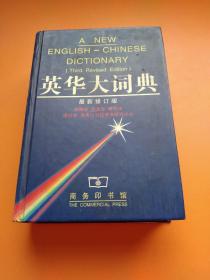 A NEW
ENGLISH—CHINESE
DICTIONARY
(Third Revised Edition)
英华大词典
最新修订版
商务印书馆
THE COMMERCIAL PRESS